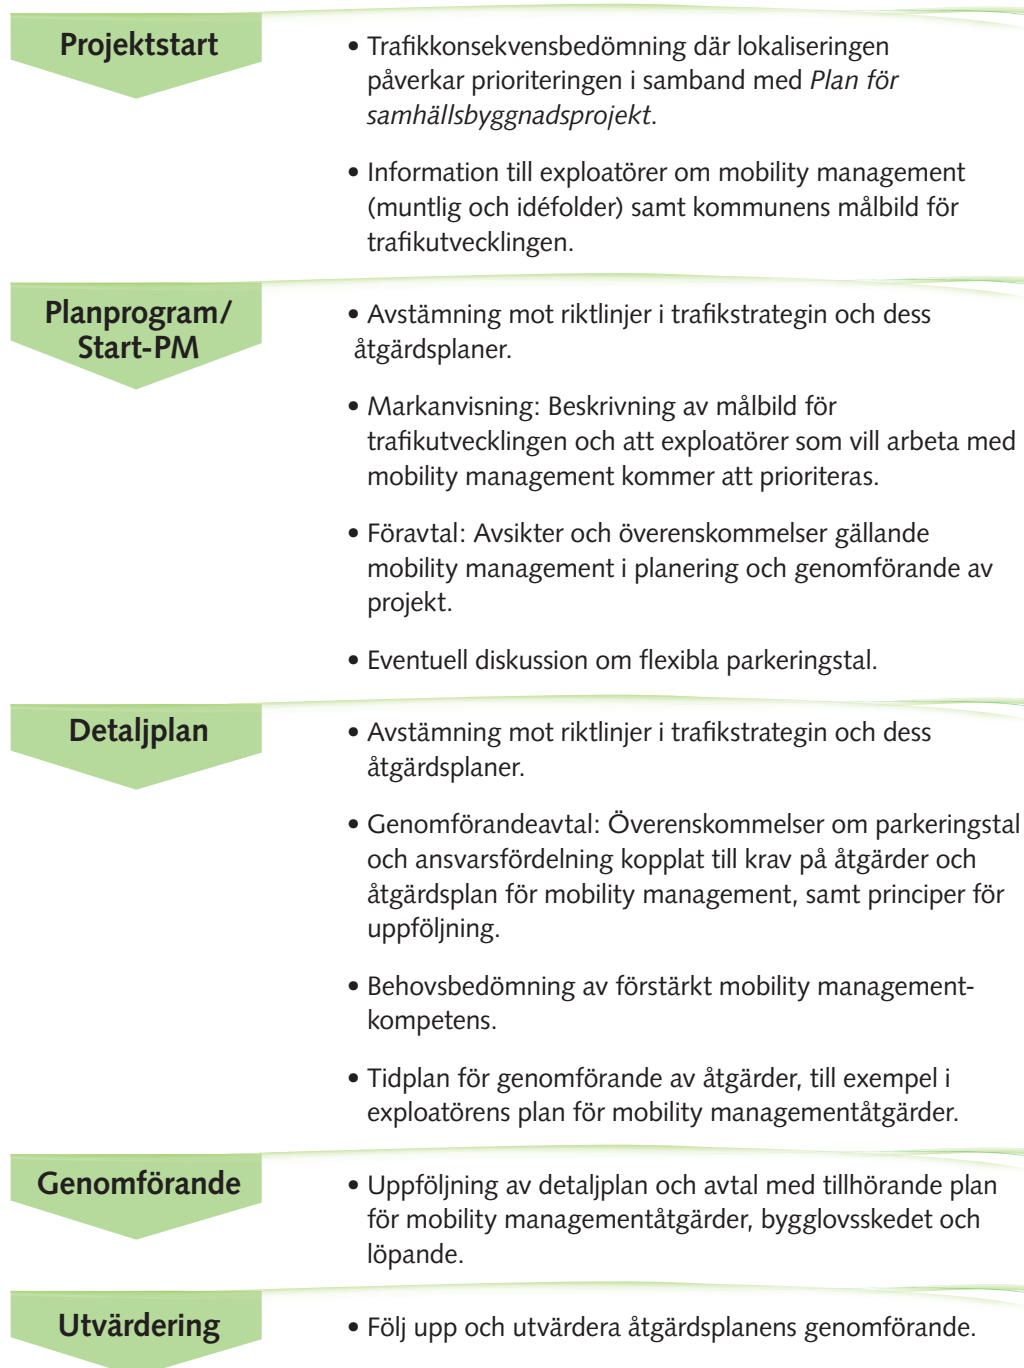 Projektstart
• Trafikkonsekvensbedömning där lokaliseringen
påverkar prioriteringen i samband med Plan för
samhällsbyggnadsprojekt.
• Information till exploatörer om mobility management
(muntlig och idéfolder) samt kommunens målbild för
trafikutvecklingen.
Planprogram/
Start-PM
• Avstämning mot riktlinjer i trafikstrategin och dess
åtgärdsplaner.
• Markanvisning: Beskrivning av målbild för
trafikutvecklingen och att exploatörer som vill arbeta med
mobility management kommer att prioriteras.
• Föravtal: Avsikter och överenskommelser gällande
mobility management i planering och genomförande av
projekt.
• Eventuell diskussion om flexibla parkeringstal.
Detaljplan
• Avstämning mot riktlinjer i trafikstrategin och dess
åtgärdsplaner.
• Genomförandeavtal: Överenskommelser om parkeringstal
och ansvarsfördelning kopplat till krav på åtgärder och
åtgärdsplan för mobility management, samt principer för
uppföljning.
• Behovsbedömning av förstärkt mobility management-
kompetens.
• Tidplan för genomförande av åtgärder, till exempel i
exploatörens plan för mobility managementåtgärder.
Genomförande
• Uppföljning av detaljplan och avtal med tillhörande plan
för mobility managementåtgärder, bygglovsskedet och
löpande.
Utvärdering
• Följ upp och utvärdera åtgärdsplanens genomförande.